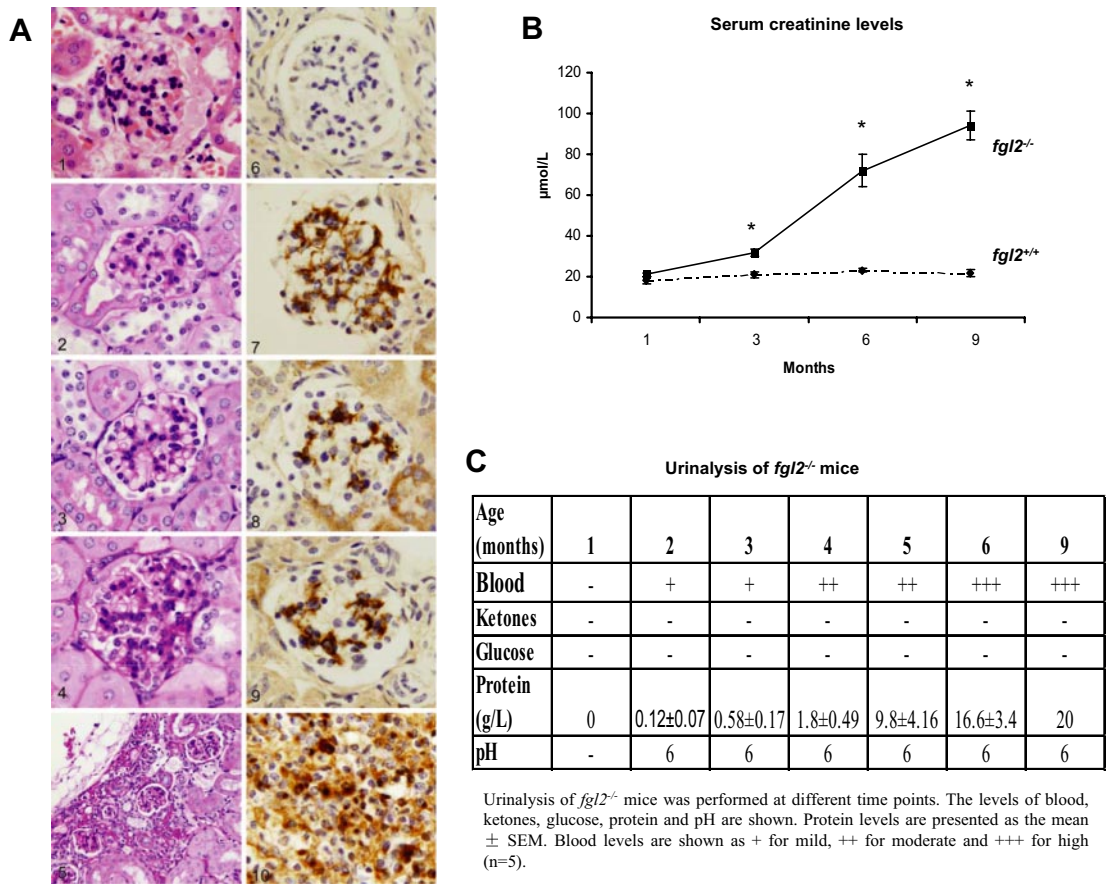 A
1
2
3
4
5
6
7
8
9
10
B
Serum creatinine levels
µmol/L
120
100
80
60
40
20
0
*
*
*
fgl2-/-
fgl2+/+
1 3 6 9
Months
C
Urinalysis of fgl2-/- mice
Age
(months) 1 2 3 4 5 6 9
Blood - + + ++ ++ +++ +++
Ketones - - - - - - -
Glucose - - - - - - -
Protein
(g/L) 0 0.12±0.07 0.58±0.17 1.8±0.49 9.8±4.16 16.6±3.4 20
pH - 6 6 6 6 6 6
Urinalysis of fgl2-/- mice was performed at different time points. The levels of blood,
ketones, glucose, protein and pH are shown. Protein levels are presented as the mean
± SEM. Blood levels are shown as + for mild, ++ for moderate and +++ for high
(n=5).